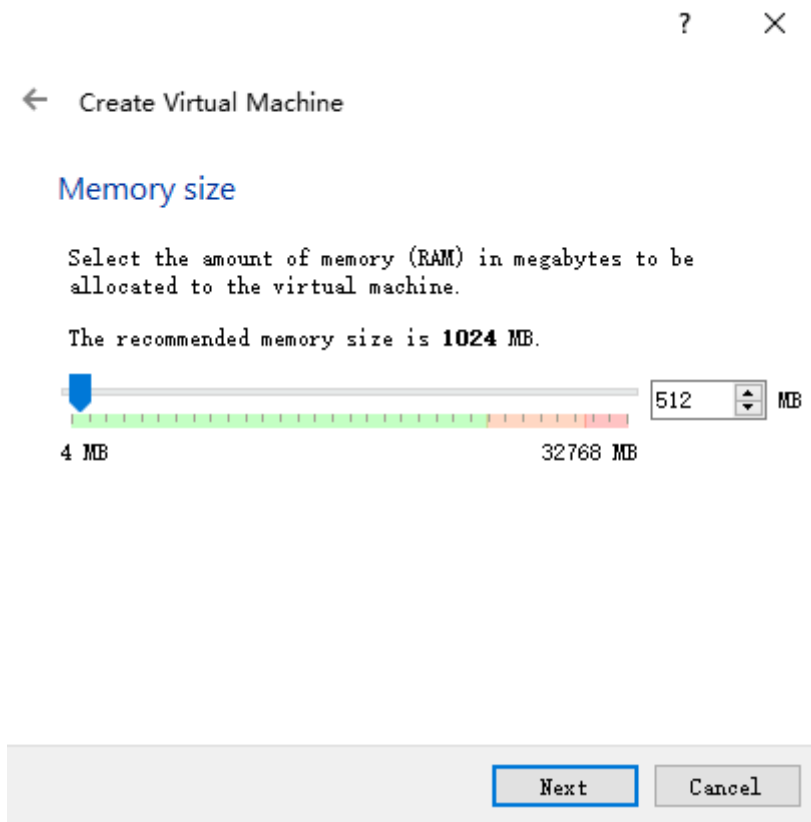 ?
Create Virtual Machine
Memory size
Select the amount of memory (RAM) in megabytes to be
allocated to the virtual machine.
The recommended memory size is 1024 MB.
512 MB
4 MB 32768 MB
Next Cancel